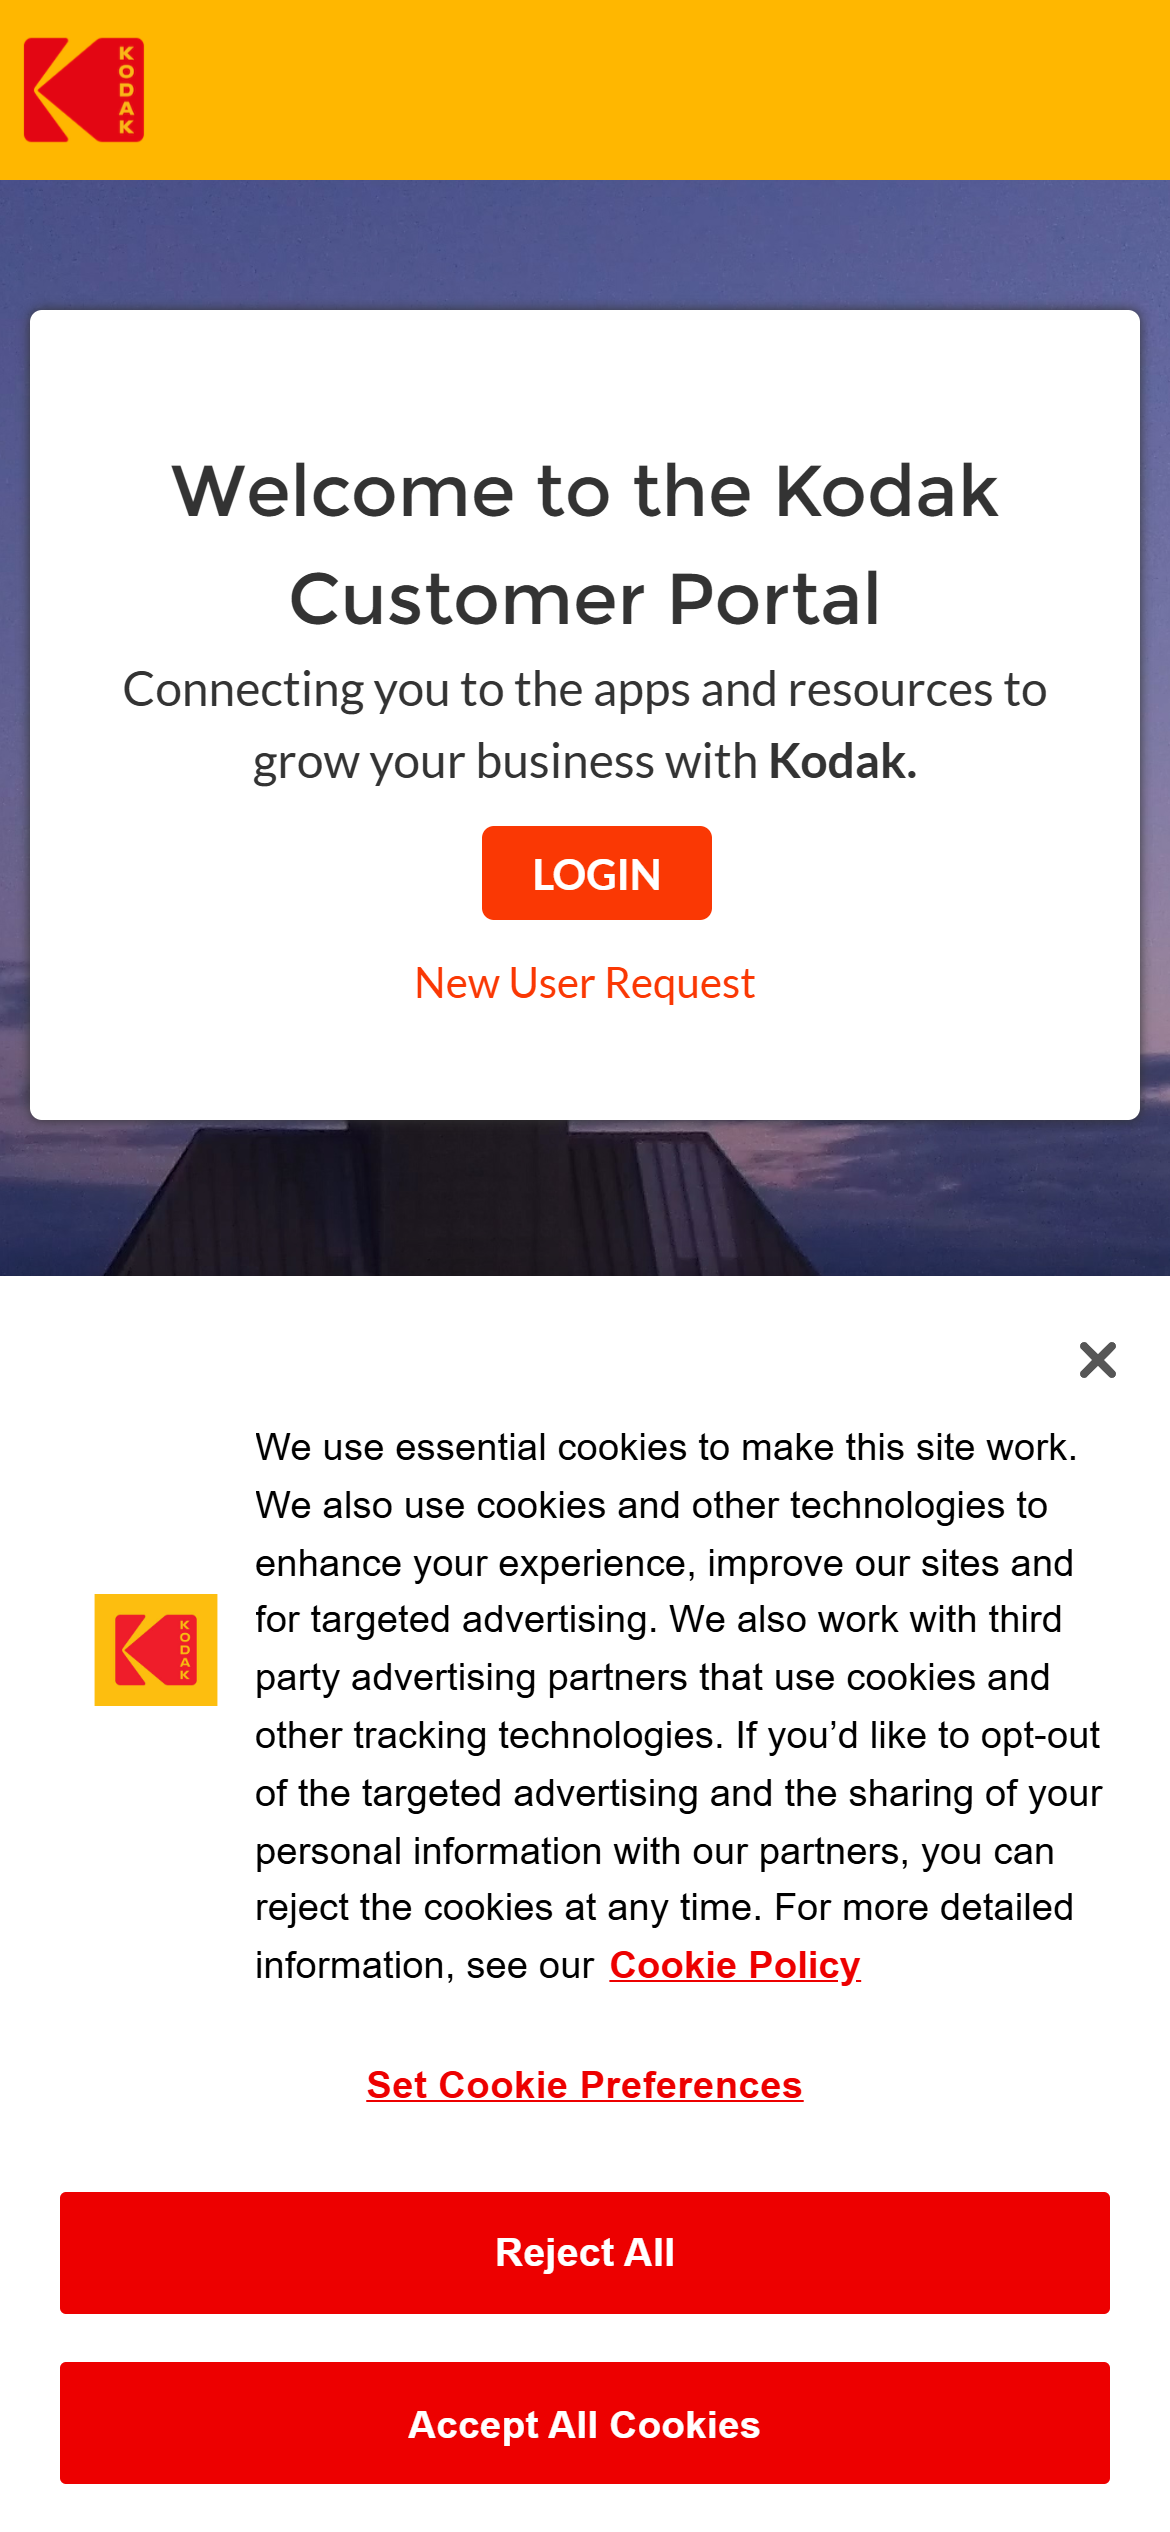 KODAK
Welcome to the Kodak
Customer Portal
Connecting you to the apps and resources to
grow your business with Kodak.
LOGIN
New User Request
We use essential cookies to make this site work.
We also use cookies and other technologies to
enhance your experience, improve our sites and
for targeted advertising. We also work with third
party advertising partners that use cookies and
other tracking technologies. If you’d like to opt-out
of the targeted advertising and the sharing of your
personal information with our partners, you can
reject the cookies at any time. For more detailed
information, see our Cookie Policy
KODAK
Set Cookie Preferences
Reject All
Accept All Cookies